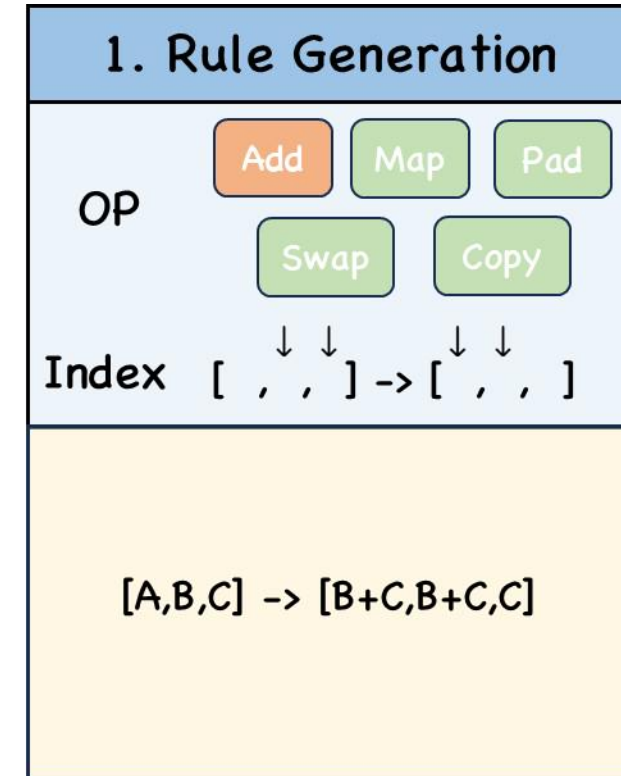 1. Rule Generation
Add Map Pad
OP
Swap Copy
↓ ↓ ↓ ↓
Index [ , , ] -> [ , , ]
[A,B,C] -> [B+C,B+C,C]